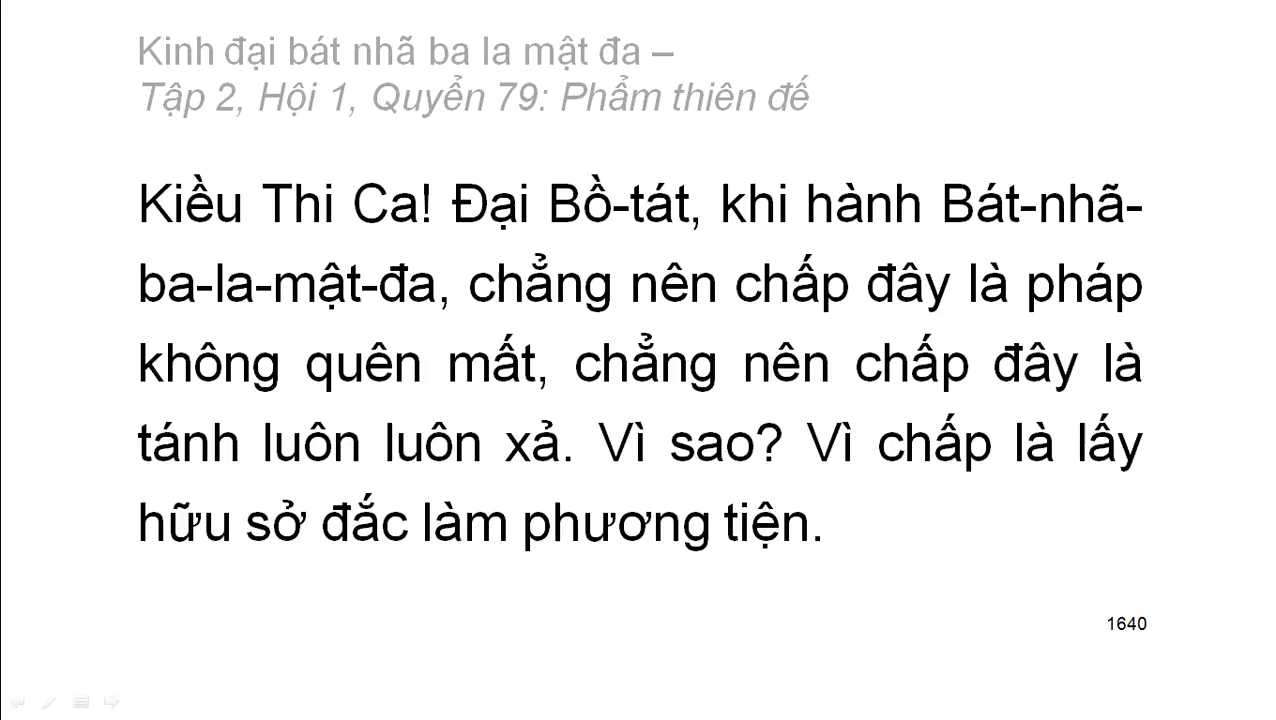 Kinh đại bát nhã ba la mật đa –
Tập 2, Hội 1, Quyển 79: Phẩm thiên đế
Kiều Thi Ca! Đại Bồ-tát, khi hành Bát-nhã-
ba-la-mật-đa, chẳng nên chấp đây là pháp
không quên mất, chẳng nên chấp đây là
tánh luôn luôn xả. Vì sao? Vì chấp là lấy
hữu sở đắc làm phương tiện.
1640